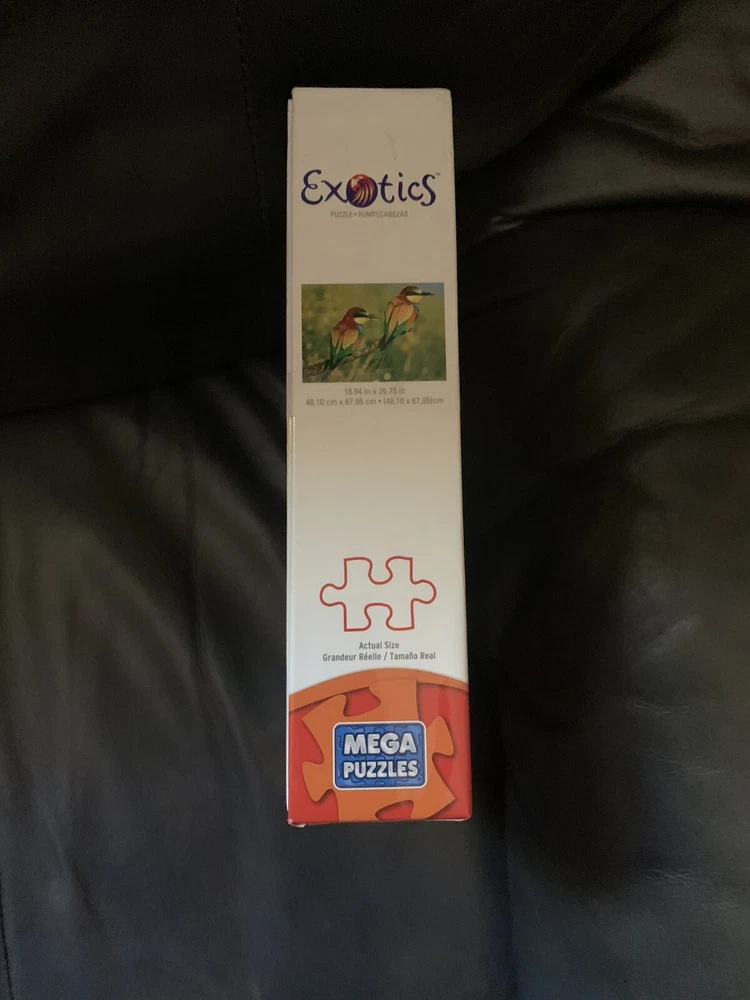 Exotics™
PUZZLE • ROMPECABEZAS
18.94 in x 26.75 in
48.10 cm x 67.95 cm • (48,10 x 67,95)cm
Actual Size
Grandeur Réelle / Tamaño Real
MEGA
PUZZLES